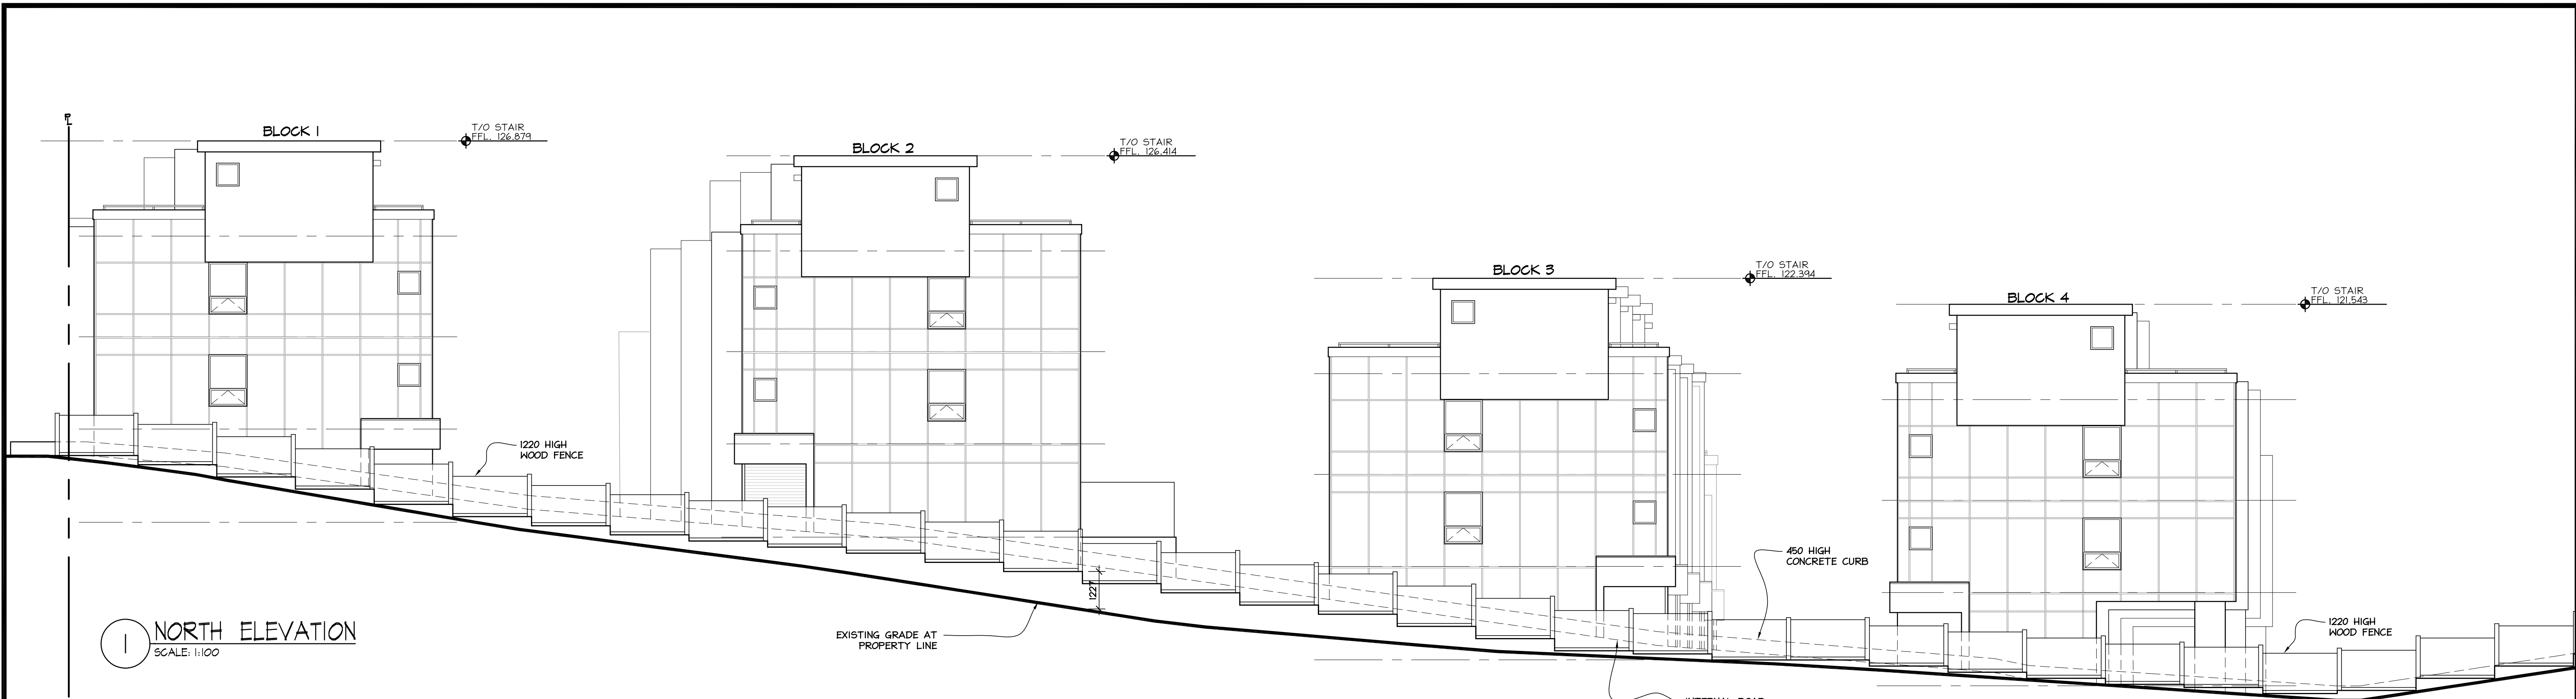 PL
BLOCK 1
T/O STAIR
FFL. 126.879
BLOCK 2
T/O STAIR
FFL. 126.414
BLOCK 3
T/O STAIR
FFL. 122.394
BLOCK 4
T/O STAIR
FFL. 121.543
1220 HIGH
WOOD FENCE
450 HIGH
CONCRETE CURB
1227
EXISTING GRADE AT
PROPERTY LINE
1220 HIGH
WOOD FENCE
1
NORTH ELEVATION
SCALE: 1:100